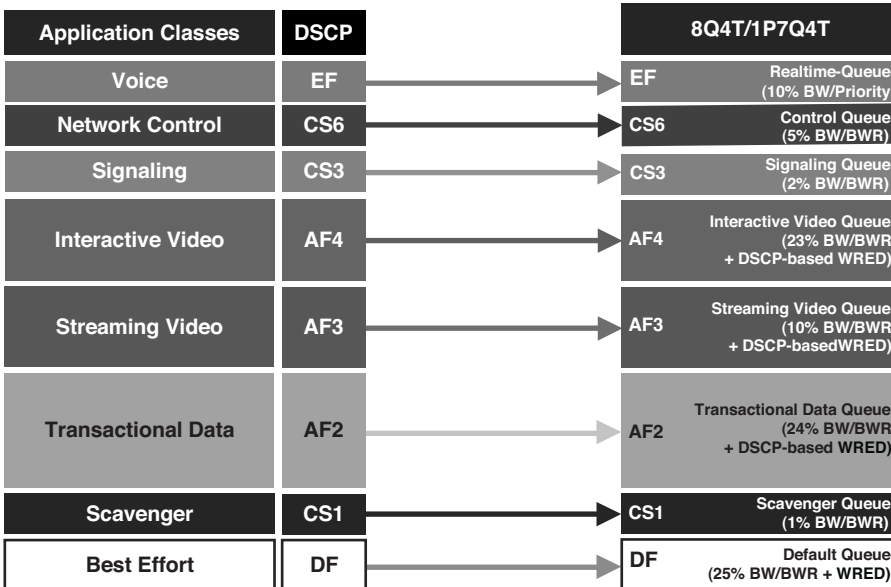 Application Classes DSCP 8Q4T/1P7Q4T
Voice EF EF Realtime-Queue
(10% BW/Priority
Network Control CS6 CS6 Control Queue
(5% BW/BWR)
Signaling CS3 CS3 Signaling Queue
(2% BW/BWR)
Interactive Video AF4 AF4 Interactive Video Queue
(23% BW/BWR
+ DSCP-based WRED)
Streaming Video AF3 AF3 Streaming Video Queue
(10% BW/BWR
+ DSCP-basedWRED)
Transactional Data AF2 AF2 Transactional Data Queue
(24% BW/BWR
+ DSCP-based WRED)
Scavenger CS1 CS1 Scavenger Queue
(1% BW/BWR)
Best Effort DF DF Default Queue
(25% BW/BWR + WRED)